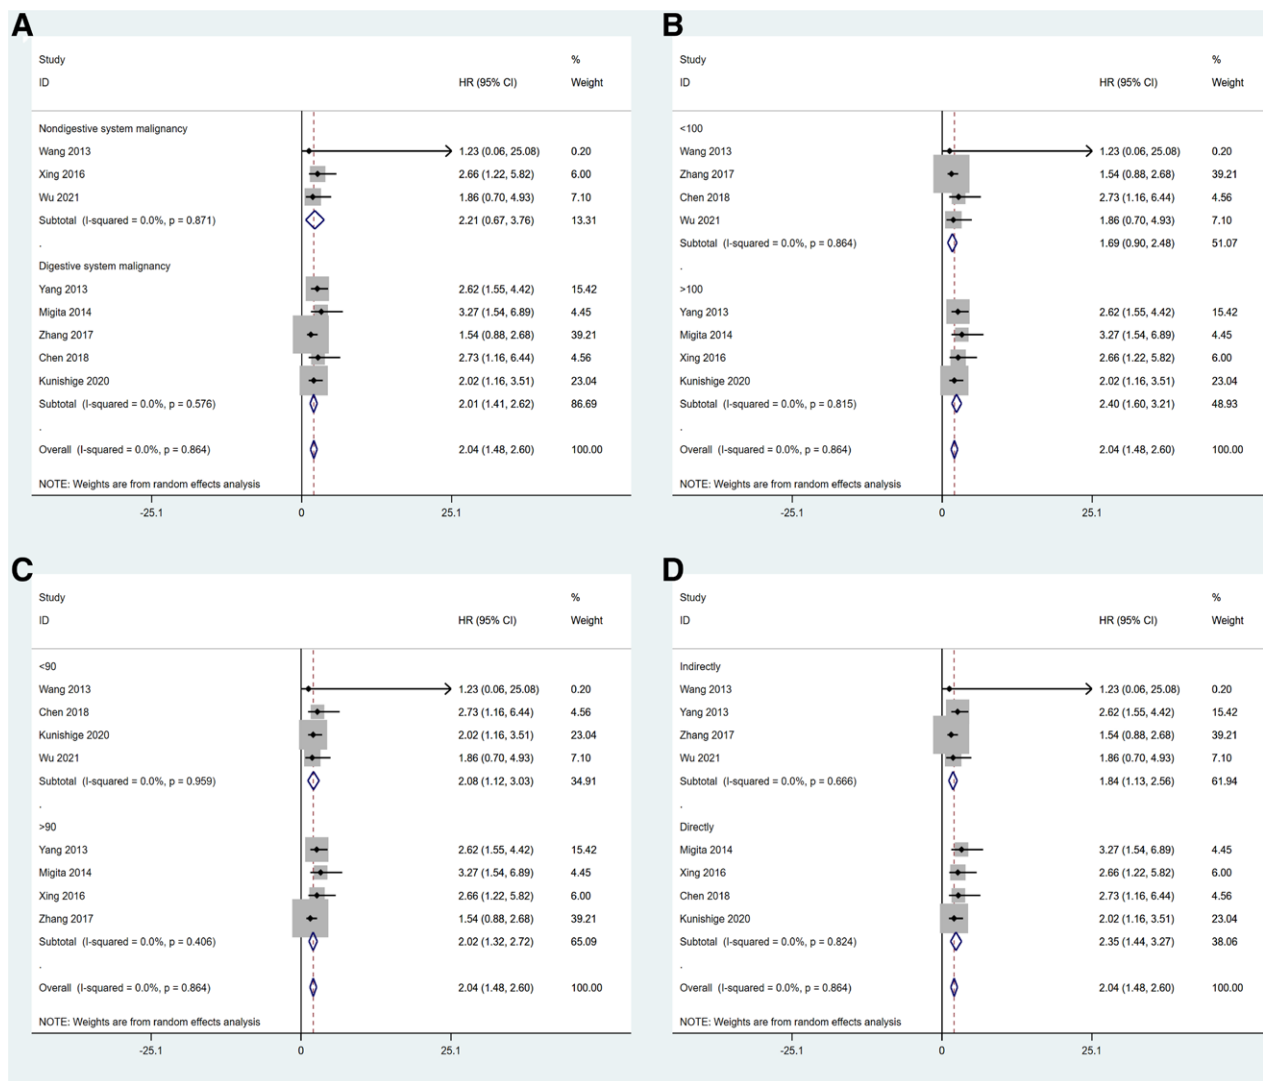 A
Study %
ID HR (95% CI) Weight
Nondigestive system malignancy
Wang 2013 1.23 (0.06, 25.08) 0.20
Xing 2016 2.66 (1.22, 5.82) 6.00
Wu 2021 1.86 (0.70, 4.93) 7.10
Subtotal (I-squared = 0.0%, p = 0.871) 2.21 (0.67, 3.76) 13.31
.
Digestive system malignancy
Yang 2013 2.62 (1.55, 4.42) 15.42
Migita 2014 3.27 (1.54, 6.89) 4.45
Zhang 2017 1.54 (0.88, 2.68) 39.21
Chen 2018 2.73 (1.16, 6.44) 4.56
Kunishige 2020 2.02 (1.16, 3.51) 23.04
Subtotal (I-squared = 0.0%, p = 0.576) 2.01 (1.41, 2.62) 86.69
.
Overall (I-squared = 0.0%, p = 0.864) 2.04 (1.48, 2.60) 100.00
NOTE: Weights are from random effects analysis
-25.1 0 25.1
B
Study %
ID HR (95% CI) Weight
<100
Wang 2013 1.23 (0.06, 25.08) 0.20
Zhang 2017 1.54 (0.88, 2.68) 39.21
Chen 2018 2.73 (1.16, 6.44) 4.56
Wu 2021 1.86 (0.70, 4.93) 7.10
Subtotal (I-squared = 0.0%, p = 0.864) 1.69 (0.90, 2.48) 51.07
.
>100
Yang 2013 2.62 (1.55, 4.42) 15.42
Migita 2014 3.27 (1.54, 6.89) 4.45
Xing 2016 2.66 (1.22, 5.82) 6.00
Kunishige 2020 2.02 (1.16, 3.51) 23.04
Subtotal (I-squared = 0.0%, p = 0.815) 2.40 (1.60, 3.21) 48.93
.
Overall (I-squared = 0.0%, p = 0.864) 2.04 (1.48, 2.60) 100.00
NOTE: Weights are from random effects analysis
-25.1 0 25.1
C
Study %
ID HR (95% CI) Weight
<90
Wang 2013 1.23 (0.06, 25.08) 0.20
Chen 2018 2.73 (1.16, 6.44) 4.56
Kunishige 2020 2.02 (1.16, 3.51) 23.04
Wu 2021 1.86 (0.70, 4.93) 7.10
Subtotal (I-squared = 0.0%, p = 0.959) 2.08 (1.12, 3.03) 34.91
.
>90
Yang 2013 2.62 (1.55, 4.42) 15.42
Migita 2014 3.27 (1.54, 6.89) 4.45
Xing 2016 2.66 (1.22, 5.82) 6.00
Zhang 2017 1.54 (0.88, 2.68) 39.21
Subtotal (I-squared = 0.0%, p = 0.406) 2.02 (1.32, 2.72) 65.09
.
Overall (I-squared = 0.0%, p = 0.864) 2.04 (1.48, 2.60) 100.00
NOTE: Weights are from random effects analysis
-25.1 0 25.1
D
Study %
ID HR (95% CI) Weight
Indirectly
Wang 2013 1.23 (0.06, 25.08) 0.20
Yang 2013 2.62 (1.55, 4.42) 15.42
Zhang 2017 1.54 (0.88, 2.68) 39.21
Wu 2021 1.86 (0.70, 4.93) 7.10
Subtotal (I-squared = 0.0%, p = 0.666) 1.84 (1.13, 2.56) 61.94
.
Directly
Migita 2014 3.27 (1.54, 6.89) 4.45
Xing 2016 2.66 (1.22, 5.82) 6.00
Chen 2018 2.73 (1.16, 6.44) 4.56
Kunishige 2020 2.02 (1.16, 3.51) 23.04
Subtotal (I-squared = 0.0%, p = 0.824) 2.35 (1.44, 3.27) 38.06
.
Overall (I-squared = 0.0%, p = 0.864) 2.04 (1.48, 2.60) 100.00
NOTE: Weights are from random effects analysis
-25.1 0 25.1